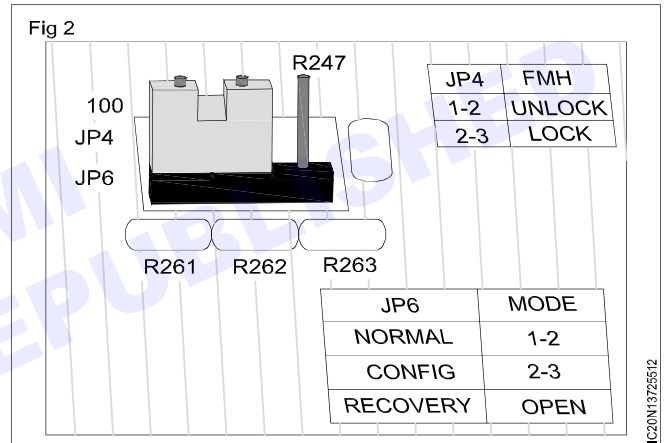 Fig 2
R247
100
JP4
JP6
R261 R262 R263
JP4 FMH
1-2 UNLOCK
2-3 LOCK
JP6 MODE
NORMAL 1-2
CONFIG 2-3
RECOVERY OPEN
IC20N13725512